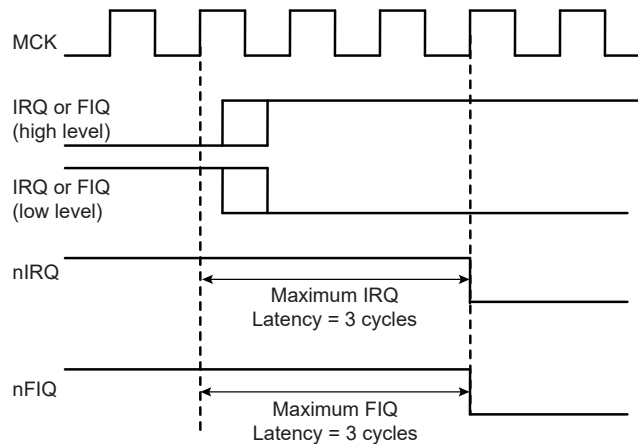 MCK
IRQ or FIQ
(high level)
IRQ or FIQ
(low level)
nIRQ
Maximum IRQ
Latency = 3 cycles
nFIQ
Maximum FIQ
Latency = 3 cycles